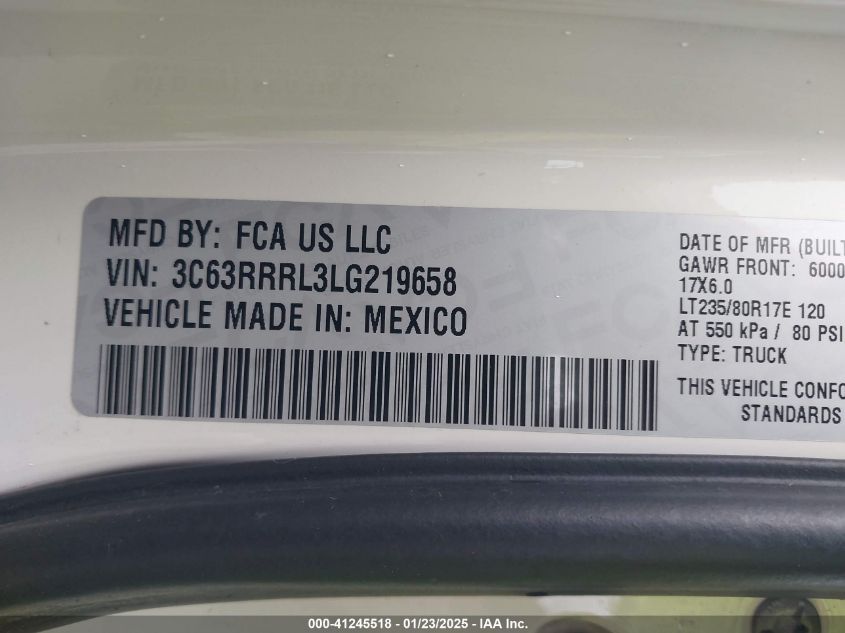 MFD BY: FCA US LLC
VIN: 3C63RRRL3LG219658
VEHICLE MADE IN: MEXICO
DATE OF MFR (BUILT
GAWR FRONT: 6000
17X6.0
LT235/80R17E 120
AT 550 kPa / 80 PSI
TYPE: TRUCK
THIS VEHICLE CONFO
STANDARDS
000-41245518 - 01/23/2025 - IAA Inc.